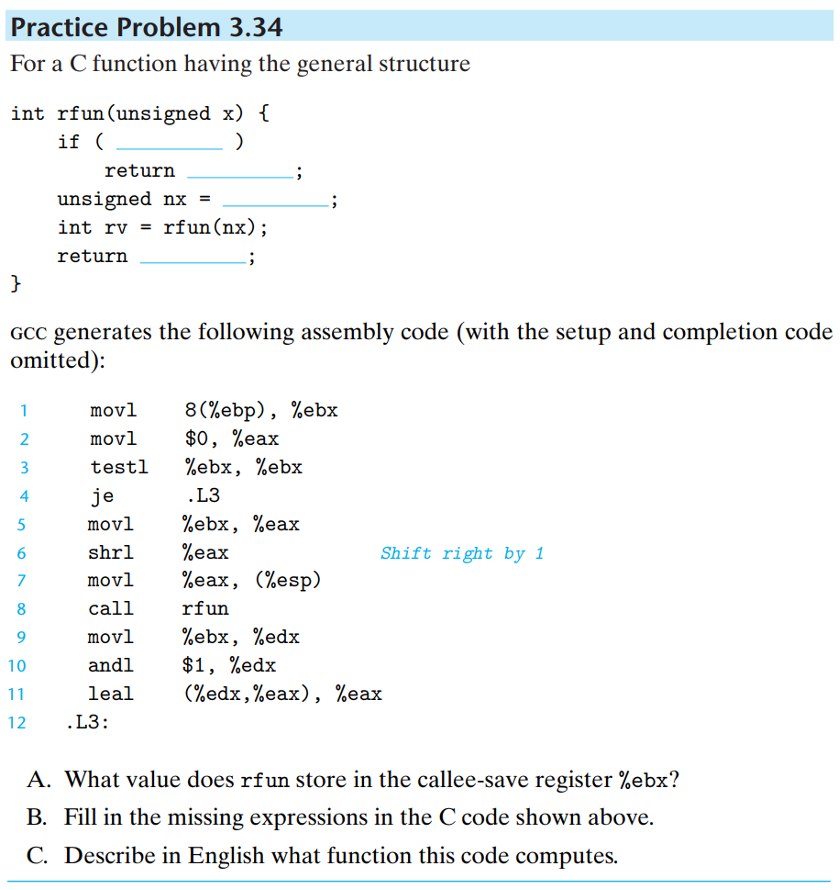 Practice Problem 3.34
For a C function having the general structure
int rfun(unsigned x) {
if ( ________ )
return ________;
unsigned nx = ________;
int rv = rfun(nx);
return ________;
}
GCC generates the following assembly code (with the setup and completion code
omitted):
1 movl 8(%ebp), %ebx
2 movl $0, %eax
3 testl %ebx, %ebx
4 je .L3
5 movl %ebx, %eax
6 shrl %eax Shift right by 1
7 movl %eax, (%esp)
8 call rfun
9 movl %ebx, %edx
10 andl $1, %edx
11 leal (%edx,%eax), %eax
12 .L3:
A. What value does rfun store in the callee-save register %ebx?
B. Fill in the missing expressions in the C code shown above.
C. Describe in English what function this code computes.